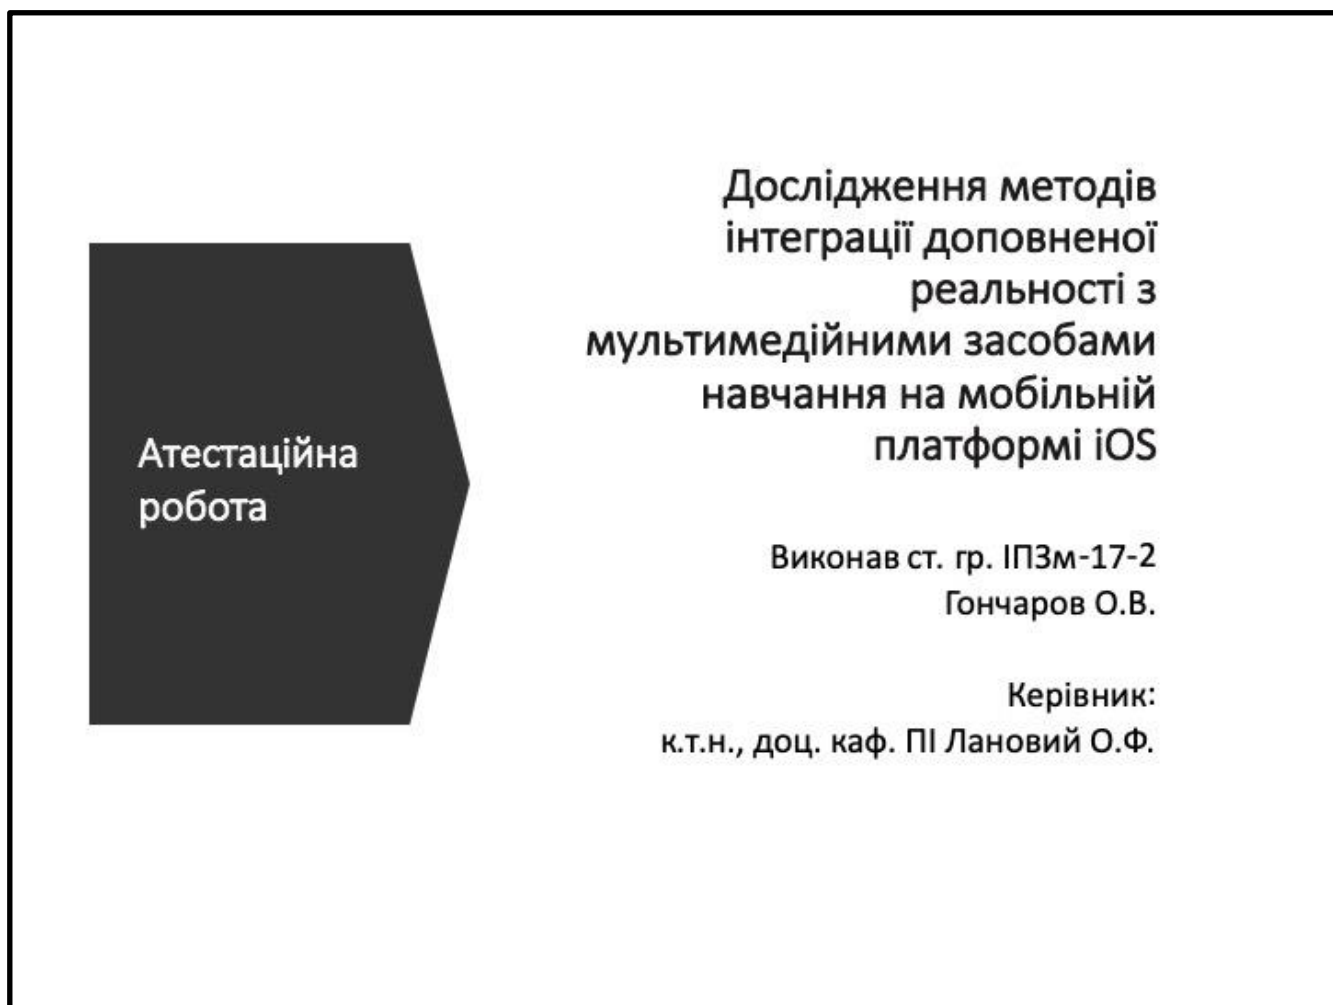 Атестаційна
робота
Дослідження методів
інтеграції доповненої
реальності з
мультимедійними засобами
навчання на мобільній
платформі iOS
Виконав ст. гр. ІПЗм-17-2
Гончаров О.В.
Керівник:
к.т.н., доц. каф. ПІ Лановий О.Ф.